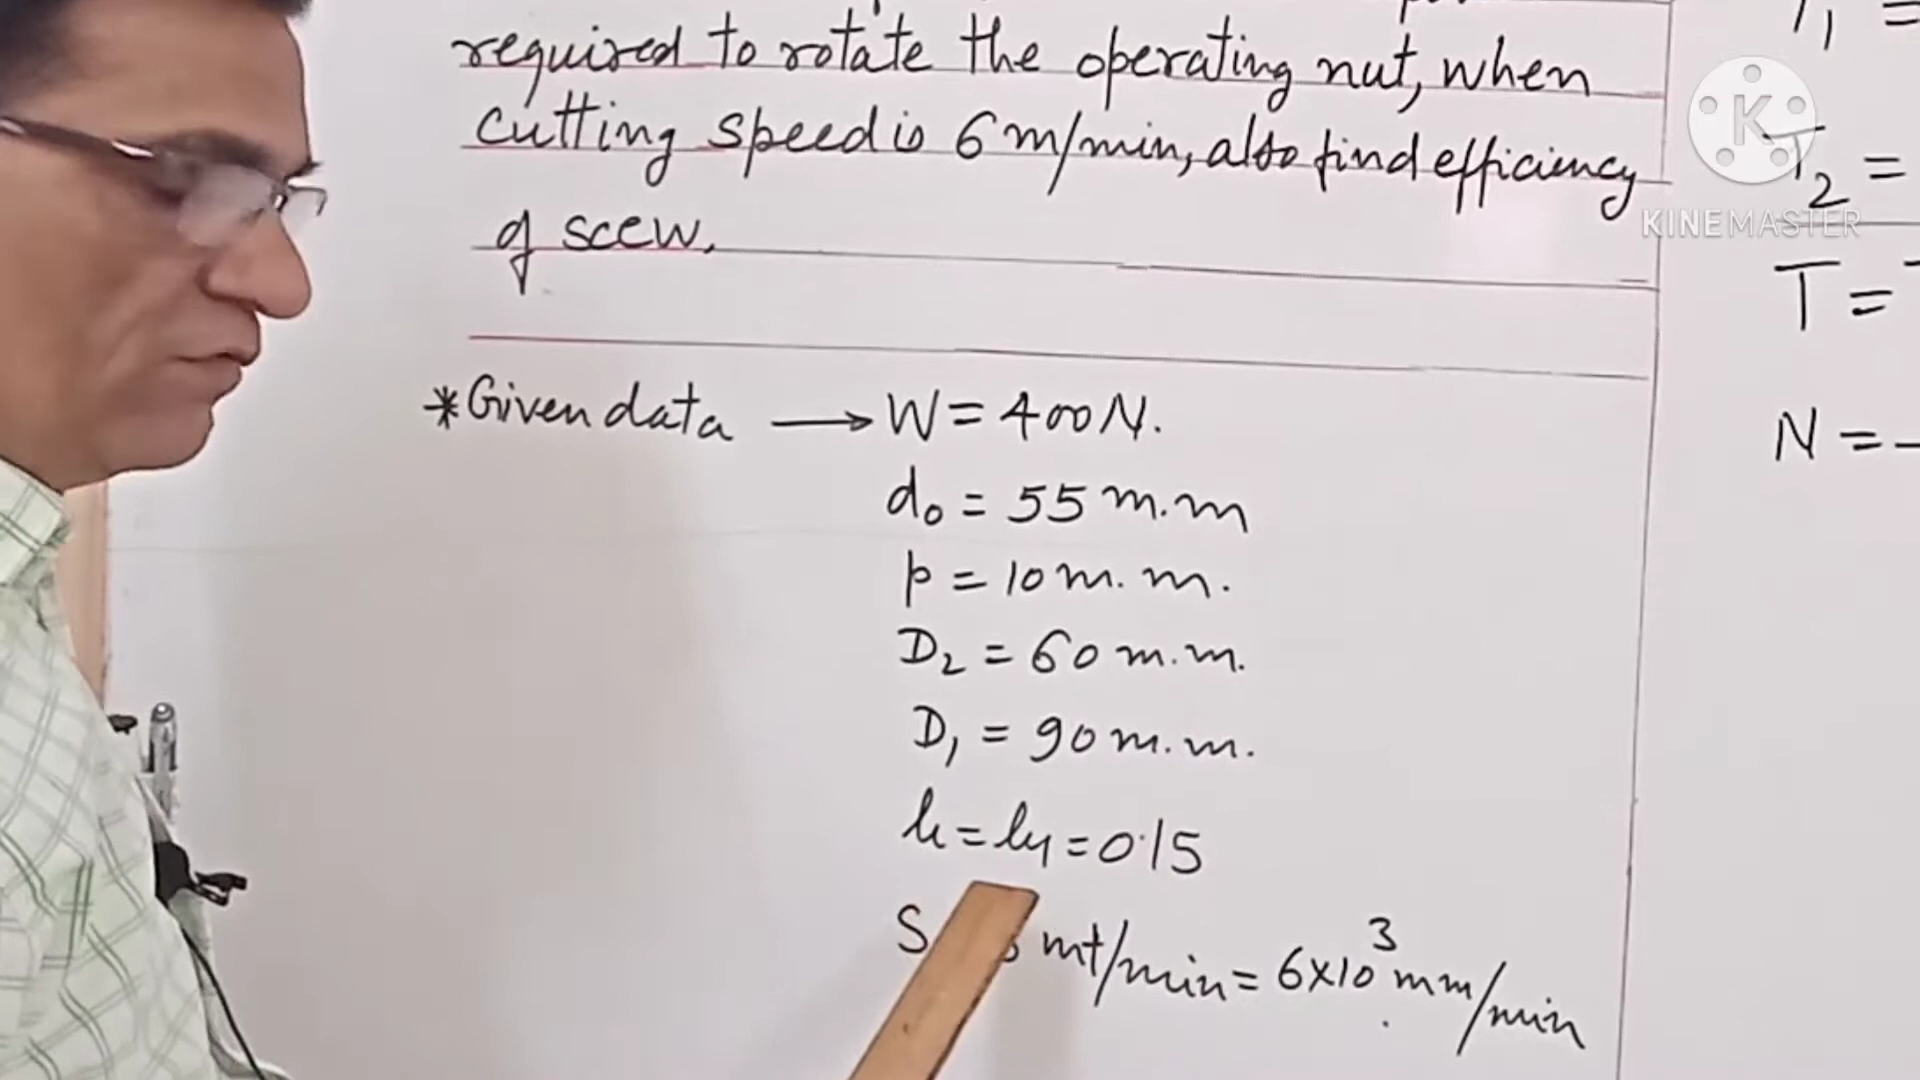 required to rotate the operating nut, when
cutting speed is 6 m/min, also find efficiency
of scew.
*Given data → W = 400 N.
d₀ = 55 m.m
p = 10 m.m.
D₂ = 60 m.m.
D₁ = 90 m.m.
μ = μ₁ = 0.15
S mt/min = 6×10³ mm/min
T₁ =
T₂ =
T =
N =
K
KINEMASTER